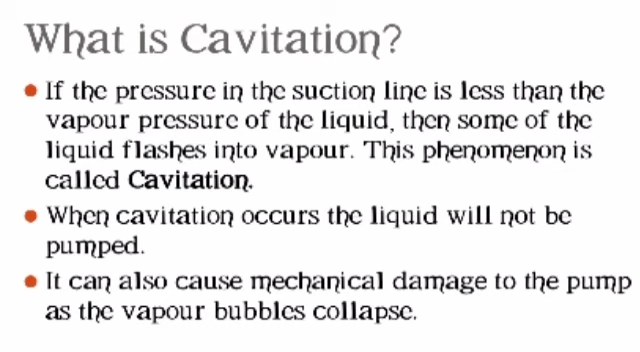 What is Cavitation?
If the pressure in the suction line is less than the
vapour pressure of the liquid, then some of the
liquid flashes into vapour. This phenomenon is
called Cavitation.
When cavitation occurs the liquid will not be
pumped.
It can also cause mechanical damage to the pump
as the vapour bubbles collapse.